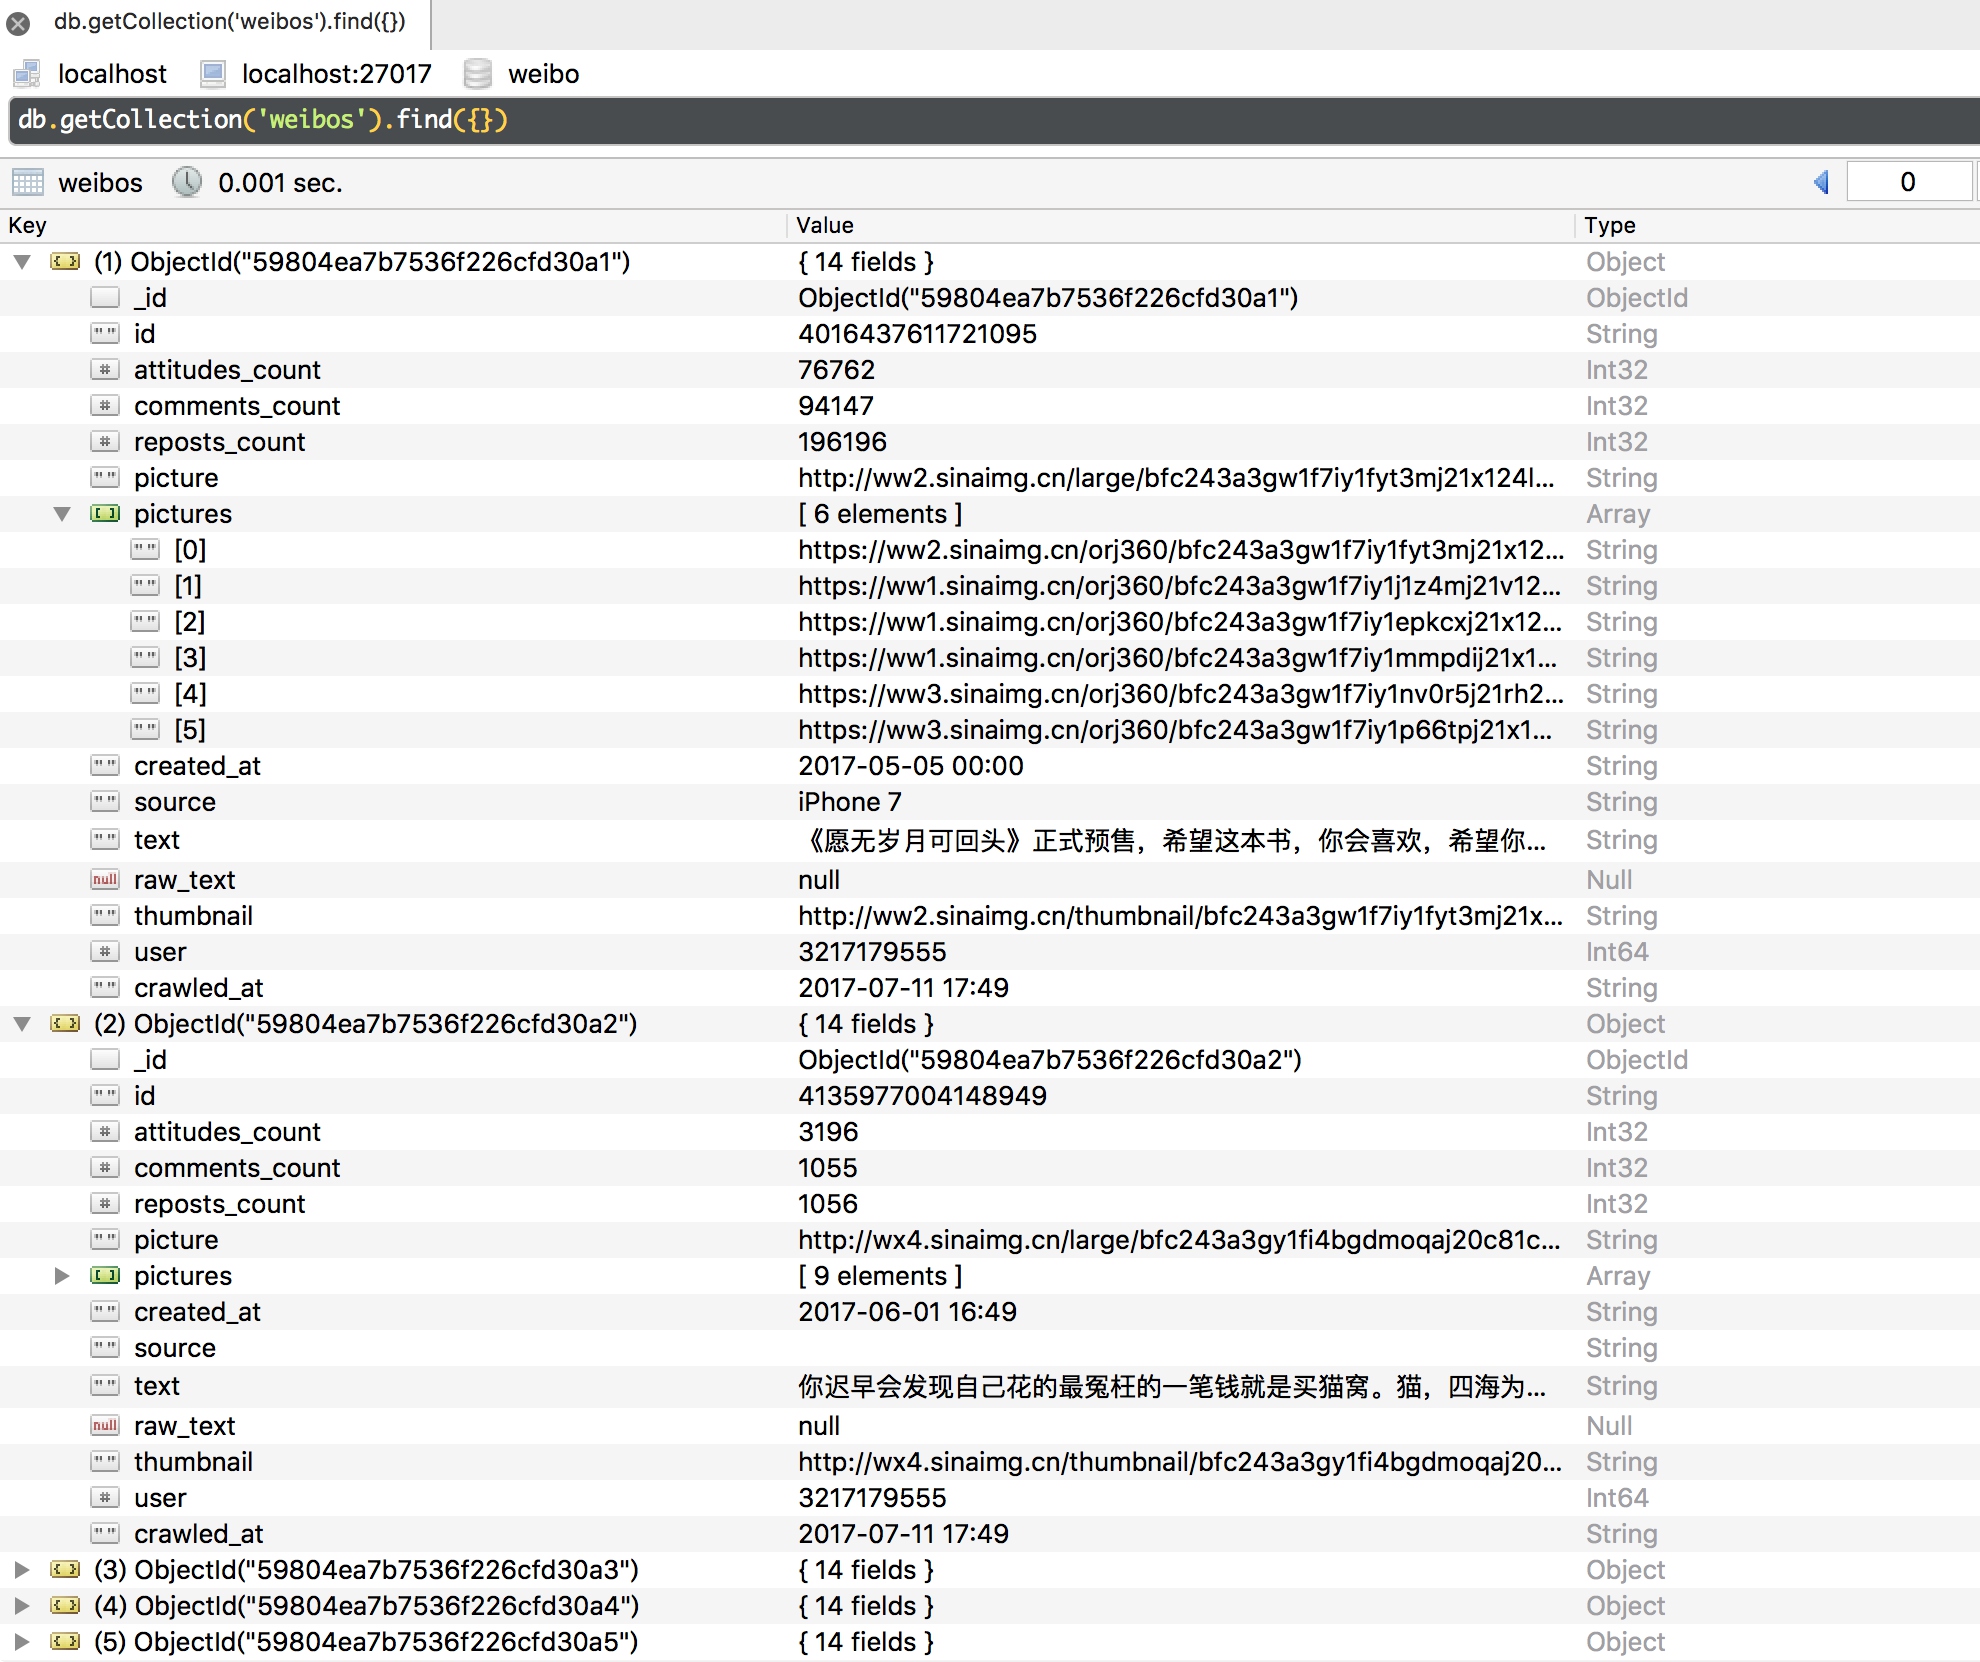 db.getCollection('weibos').find({})
localhost localhost:27017 weibo
db.getCollection('weibos').find({})
weibos 0.001 sec. 0
Key Value Type
(1) ObjectId("59804ea7b7536f226cfd30a1") { 14 fields } Object
_id ObjectId("59804ea7b7536f226cfd30a1") ObjectId
"" id 4016437611721095 String
# attitudes_count 76762 Int32
# comments_count 94147 Int32
# reposts_count 196196 Int32
"" picture http://ww2.sinaimg.cn/large/bfc243a3gw1f7iy1fyt3mj21x124l... String
pictures [ 6 elements ] Array
"" [0] https://ww2.sinaimg.cn/orj360/bfc243a3gw1f7iy1fyt3mj21x12... String
"" [1] https://ww1.sinaimg.cn/orj360/bfc243a3gw1f7iy1j1z4mj21v12... String
"" [2] https://ww1.sinaimg.cn/orj360/bfc243a3gw1f7iy1epkcxj21x12... String
"" [3] https://ww1.sinaimg.cn/orj360/bfc243a3gw1f7iy1mmpdij21x1... String
"" [4] https://ww3.sinaimg.cn/orj360/bfc243a3gw1f7iy1nv0r5j21rh2... String
"" [5] https://ww3.sinaimg.cn/orj360/bfc243a3gw1f7iy1p66tpj21x1... String
"" created_at 2017-05-05 00:00 String
"" source iPhone 7 String
"" text 《愿无岁月可回头》正式预售，希望这本书，你会喜欢，希望你... String
null raw_text null Null
"" thumbnail http://ww2.sinaimg.cn/thumbnail/bfc243a3gw1f7iy1fyt3mj21x... String
# user 3217179555 Int64
"" crawled_at 2017-07-11 17:49 String
(2) ObjectId("59804ea7b7536f226cfd30a2") { 14 fields } Object
_id ObjectId("59804ea7b7536f226cfd30a2") ObjectId
"" id 4135977004148949 String
# attitudes_count 3196 Int32
# comments_count 1055 Int32
# reposts_count 1056 Int32
"" picture http://wx4.sinaimg.cn/large/bfc243a3gy1fi4bgdmoqaj20c81c... String
pictures [ 9 elements ] Array
"" created_at 2017-06-01 16:49 String
"" source String
"" text 你迟早会发现自己花的最冤枉的一笔钱就是买猫窝。猫，四海为... String
null raw_text null Null
"" thumbnail http://wx4.sinaimg.cn/thumbnail/bfc243a3gy1fi4bgdmoqaj20... String
# user 3217179555 Int64
"" crawled_at 2017-07-11 17:49 String
(3) ObjectId("59804ea7b7536f226cfd30a3") { 14 fields } Object
(4) ObjectId("59804ea7b7536f226cfd30a4") { 14 fields } Object
(5) ObjectId("59804ea7b7536f226cfd30a5") { 14 fields } Object